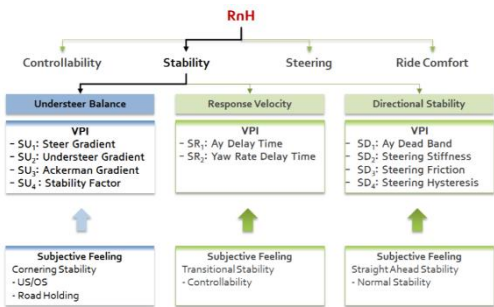 RnH
Controllability
Stability
Steering
Ride Comfort
Understeer Balance
Response Velocity
Directional Stability
VPI
- SU₁: Steer Gradient
- SU₂: Understeer Gradient
- SU₃: Ackerman Gradient
- SU₄: Stability Factor
VPI
- SR₁: Ay Delay Time
- SR₂: Yaw Rate Delay Time
VPI
- SD₁: Ay Dead Band
- SD₂: Steering Stiffness
- SD₃: Steering Friction
- SD₄: Steering Hysteresis
Subjective Feeling
Cornering Stability
- US/OS
- Road Holding
Subjective Feeling
Transitional Stability
- Controllability
Subjective Feeling
Straight Ahead Stability
- Normal Stability